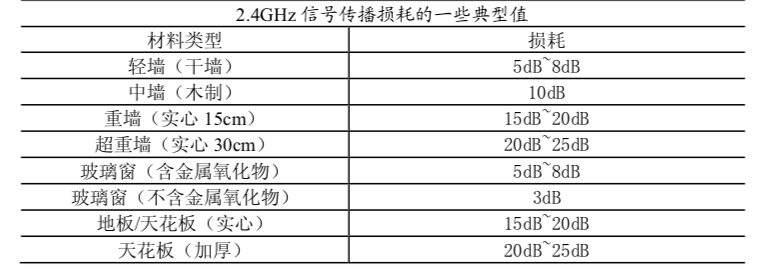 2.4GHz 信号传播损耗的一些典型值
材料类型 损耗
轻墙（干墙） 5dB~8dB
中墙（木制） 10dB
重墙（实心 15cm） 15dB~20dB
超重墙（实心 30cm） 20dB~25dB
玻璃窗（含金属氧化物） 5dB~8dB
玻璃窗（不含金属氧化物） 3dB
地板/天花板（实心） 15dB~20dB
天花板（加厚） 20dB~25dB